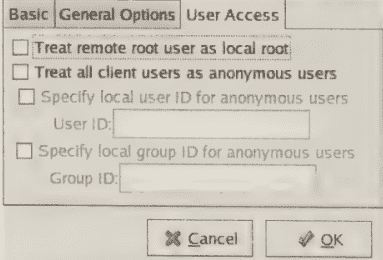 Basic General Options User Access
Treat remote root user as local root
Treat all client users as anonymous users
Specify local user ID for anonymous users
User ID:
Specify local group ID for anonymous users
Group ID:
Cancel OK